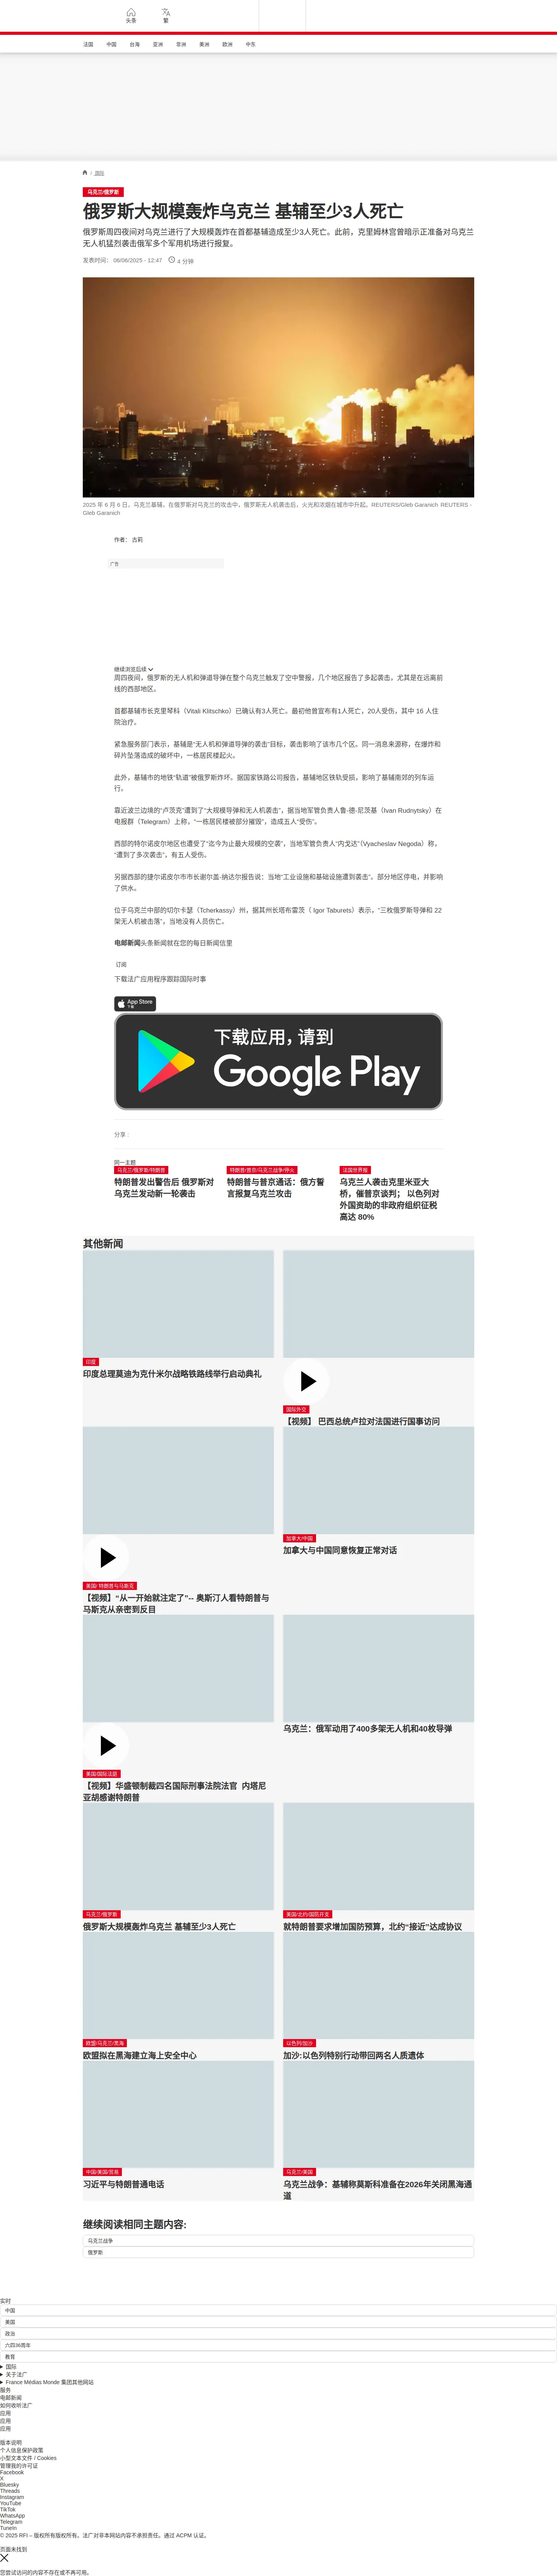 头条
繁
法国
中国
台海
亚洲
非洲
美洲
欧洲
中东
/ 国际
乌克兰/俄罗斯
俄罗斯大规模轰炸乌克兰 基辅至少3人死亡
俄罗斯周四夜间对乌克兰进行了大规模轰炸在首都基辅造成至少3人死亡。此前，克里姆林宫曾暗示正准备对乌克兰
无人机猛烈袭击俄军多个军用机场进行报复。
发表时间： 06/06/2025 - 12:47
4 分钟
2025 年 6 月 6 日，乌克兰基辅，在俄罗斯对乌克兰的攻击中，俄罗斯无人机袭击后，火光和浓烟在城市中升起。REUTERS/Gleb Garanich REUTERS -
Gleb Garanich
作者： 古莉
广告
继续浏览后续
周四夜间，俄罗斯的无人机和弹道导弹在整个乌克兰触发了空中警报，几个地区报告了多起袭击，尤其是在远离前
线的西部地区。
首都基辅市长克里琴科（Vitali Klitschko）已确认有3人死亡。最初他曾宣布有1人死亡，20人受伤，其中 16 人住
院治疗。
紧急服务部门表示，基辅是“无人机和弹道导弹的袭击”目标，袭击影响了该市几个区。同一消息来源称，在爆炸和
碎片坠落造成的破坏中，一栋居民楼起火。
此外，基辅市的地铁“轨道”被俄罗斯炸坏。据国家铁路公司报告，基辅地区铁轨受损，影响了基辅南郊的列车运
行。
靠近波兰边境的“卢茨克”遭到了“大规模导弹和无人机袭击”，据当地军管负责人鲁-德-尼茨基（Ivan Rudnytsky）在
电报群（Telegram）上称，“一栋居民楼被部分摧毁”，造成五人“受伤”。
西部的特尔诺皮尔地区也遭受了“迄今为止最大规模的空袭”，当地军管负责人“内戈达”（Vyacheslav Negoda）称，
“遭到了多次袭击”，有五人受伤。
另据西部的捷尔诺皮尔市市长谢尔盖-纳达尔报告说：当地“工业设施和基础设施遭到袭击”。部分地区停电，并影响
了供水。
位于乌克兰中部的切尔卡瑟（Tcherkassy）州，据其州长塔布雷茨（ Igor Taburets）表示，“三枚俄罗斯导弹和 22
架无人机被击落”，当地没有人员伤亡。
电邮新闻头条新闻就在您的每日新闻信里
订阅
下载法广应用程序跟踪国际时事
App Store
下载
下载应用，请到
Google Play
分享 :
同一主题
乌克兰/俄罗斯/特朗普
特朗普发出警告后 俄罗斯对
乌克兰发动新一轮袭击
特朗普/普京/乌克兰战争/停火
特朗普与普京通话：俄方誓
言报复乌克兰攻击
法国世界报
乌克兰人袭击克里米亚大
桥，催普京谈判； 以色列对
外国资助的非政府组织征税
高达 80%
其他新闻
印度
印度总理莫迪为克什米尔战略铁路线举行启动典礼
国际外交
【视频】 巴西总统卢拉对法国进行国事访问
美国/ 特朗普与马斯克
【视频】“从一开始就注定了”-- 奥斯汀人看特朗普与
马斯克从亲密到反目
加拿大/中国
加拿大与中国同意恢复正常对话
美国/国际法庭
【视频】华盛顿制裁四名国际刑事法院法官 内塔尼
亚胡感谢特朗普
乌克兰：俄军动用了400多架无人机和40枚导弹
乌克兰/俄罗斯
俄罗斯大规模轰炸乌克兰 基辅至少3人死亡
美国/北约/国防开支
就特朗普要求增加国防预算，北约“接近”达成协议
欧盟/乌克兰/黑海
欧盟拟在黑海建立海上安全中心
以色列/加沙
加沙:以色列特别行动带回两名人质遗体
中国/美国/贸易
习近平与特朗普通电话
乌克兰/美国
乌克兰战争：基辅称莫斯科准备在2026年关闭黑海通
道
继续阅读相同主题内容:
乌克兰战争
俄罗斯
实时
中国
美国
政治
六四36周年
教育
国际
关于法广
France Médias Monde 集团其他网站
服务
电邮新闻
如何收听法广
应用
应用
应用
版本说明
个人信息保护政策
小型文本文件 / Cookies
管理我的许可证
Facebook
X
Bluesky
Threads
Instagram
YouTube
TikTok
WhatsApp
Telegram
TuneIn
© 2025 RFI – 版权所有版权所有。法广对非本网站内容不承担责任。通过 ACPM 认证。
页面未找到
您尝试访问的内容不存在或不再可用。